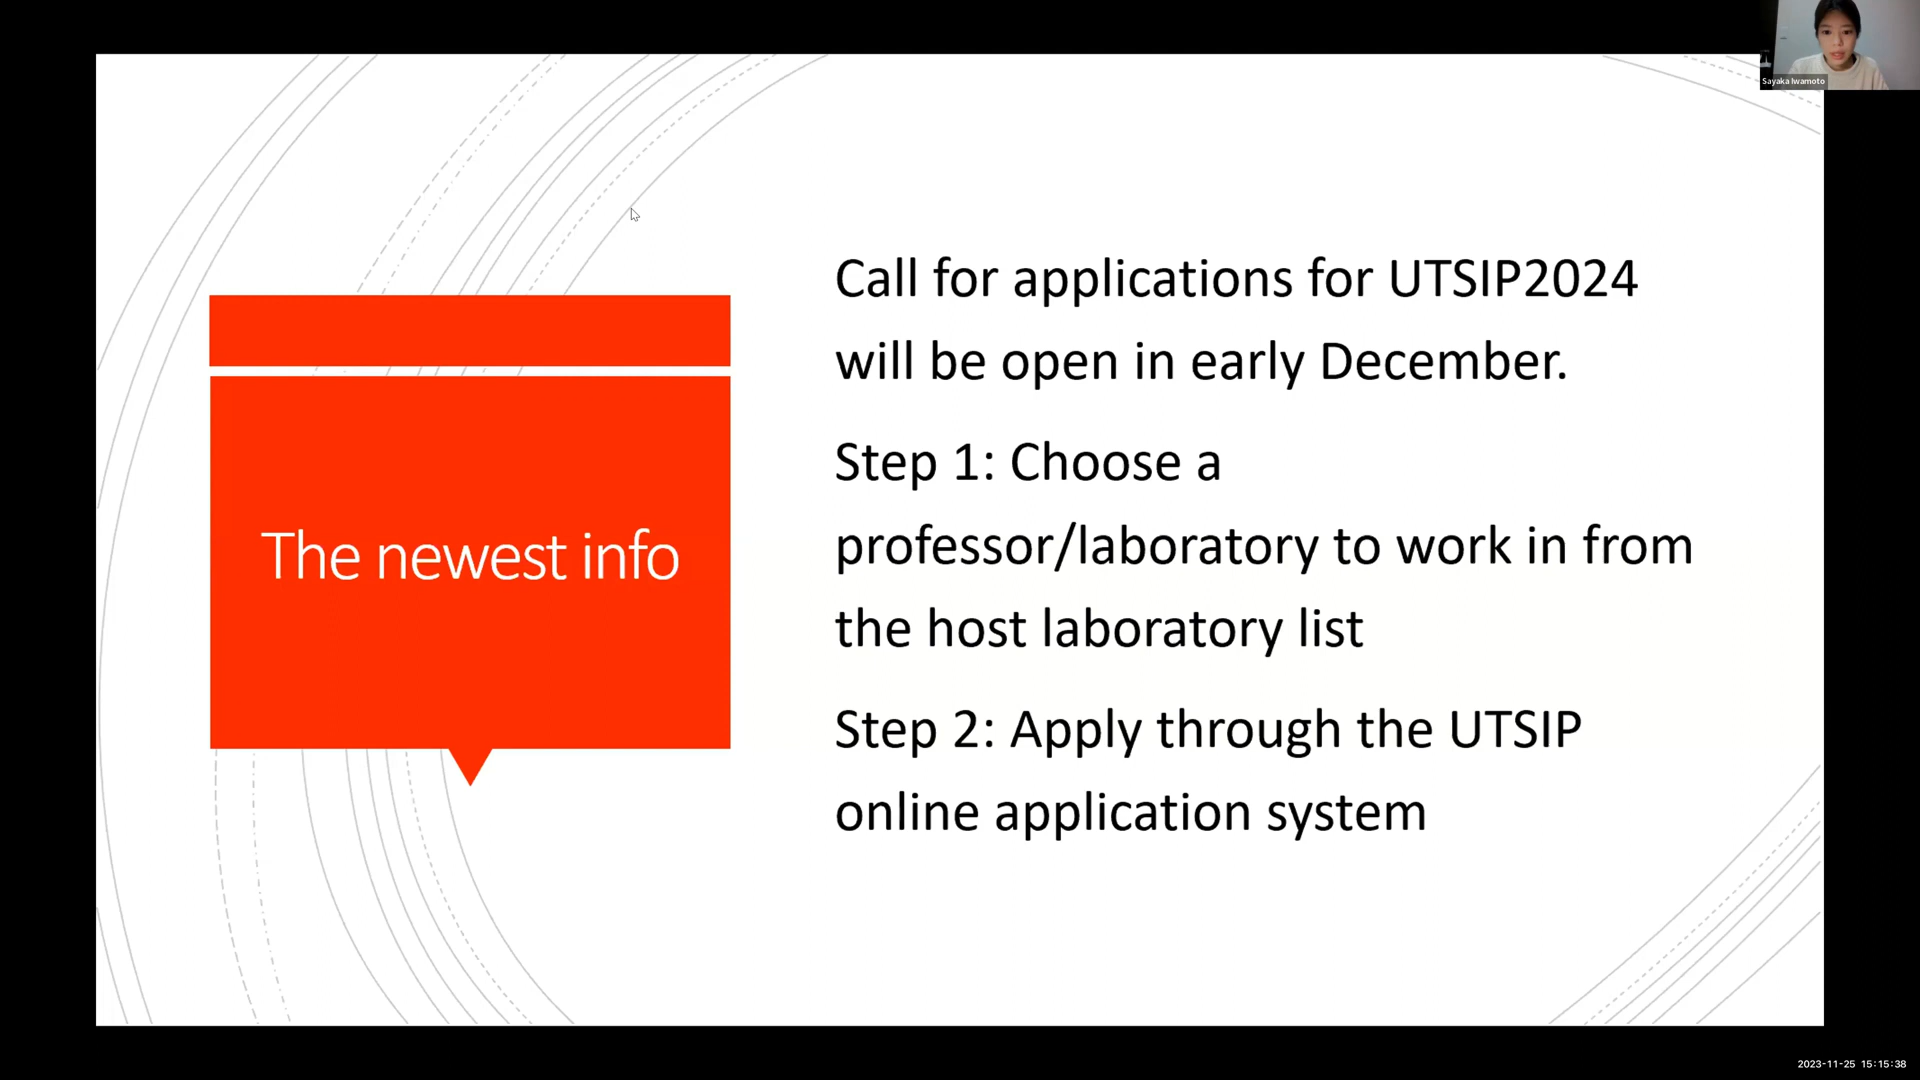 Sayaka Iwamoto
The newest info
Call for applications for UTSIP2024
will be open in early December.
Step 1: Choose a
professor/laboratory to work in from
the host laboratory list
Step 2: Apply through the UTSIP
online application system
2023-11-25 15:15:38